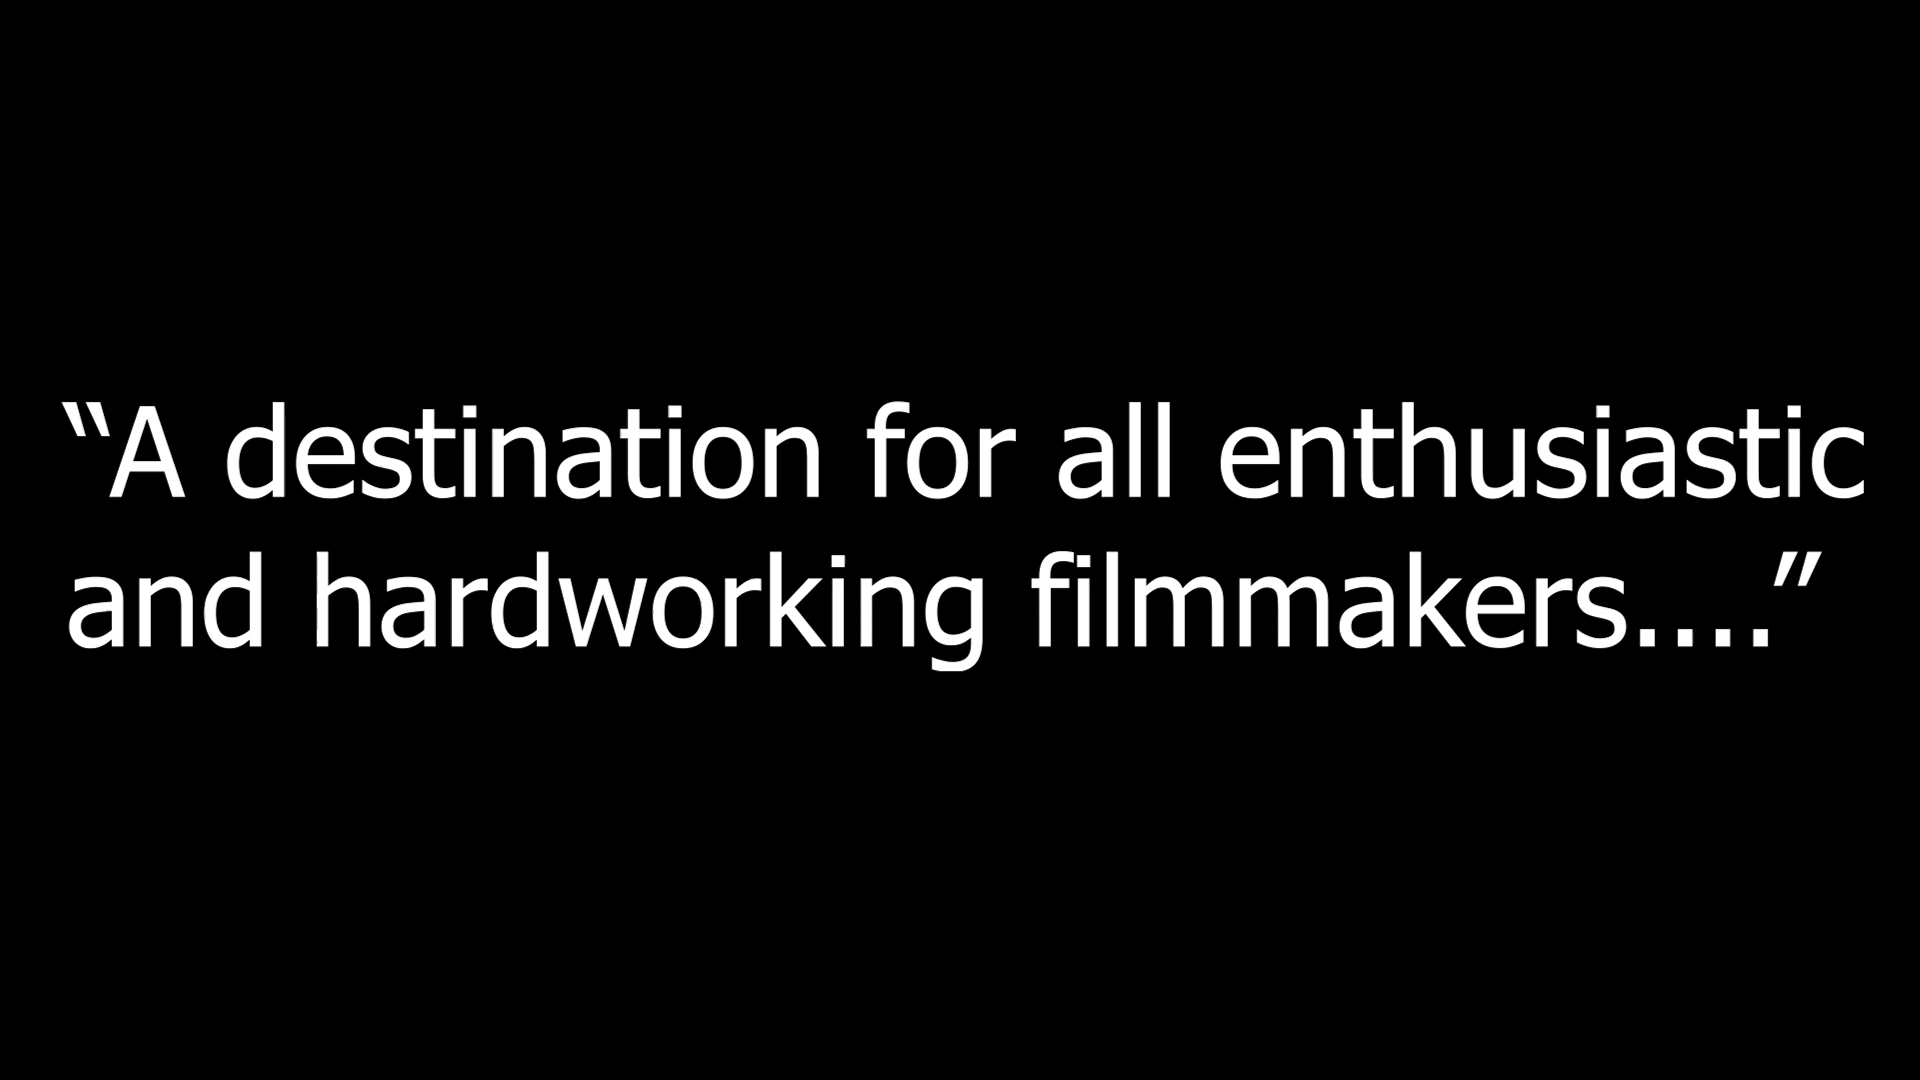 “A destination for all enthusiastic
and hardworking filmmakers....”